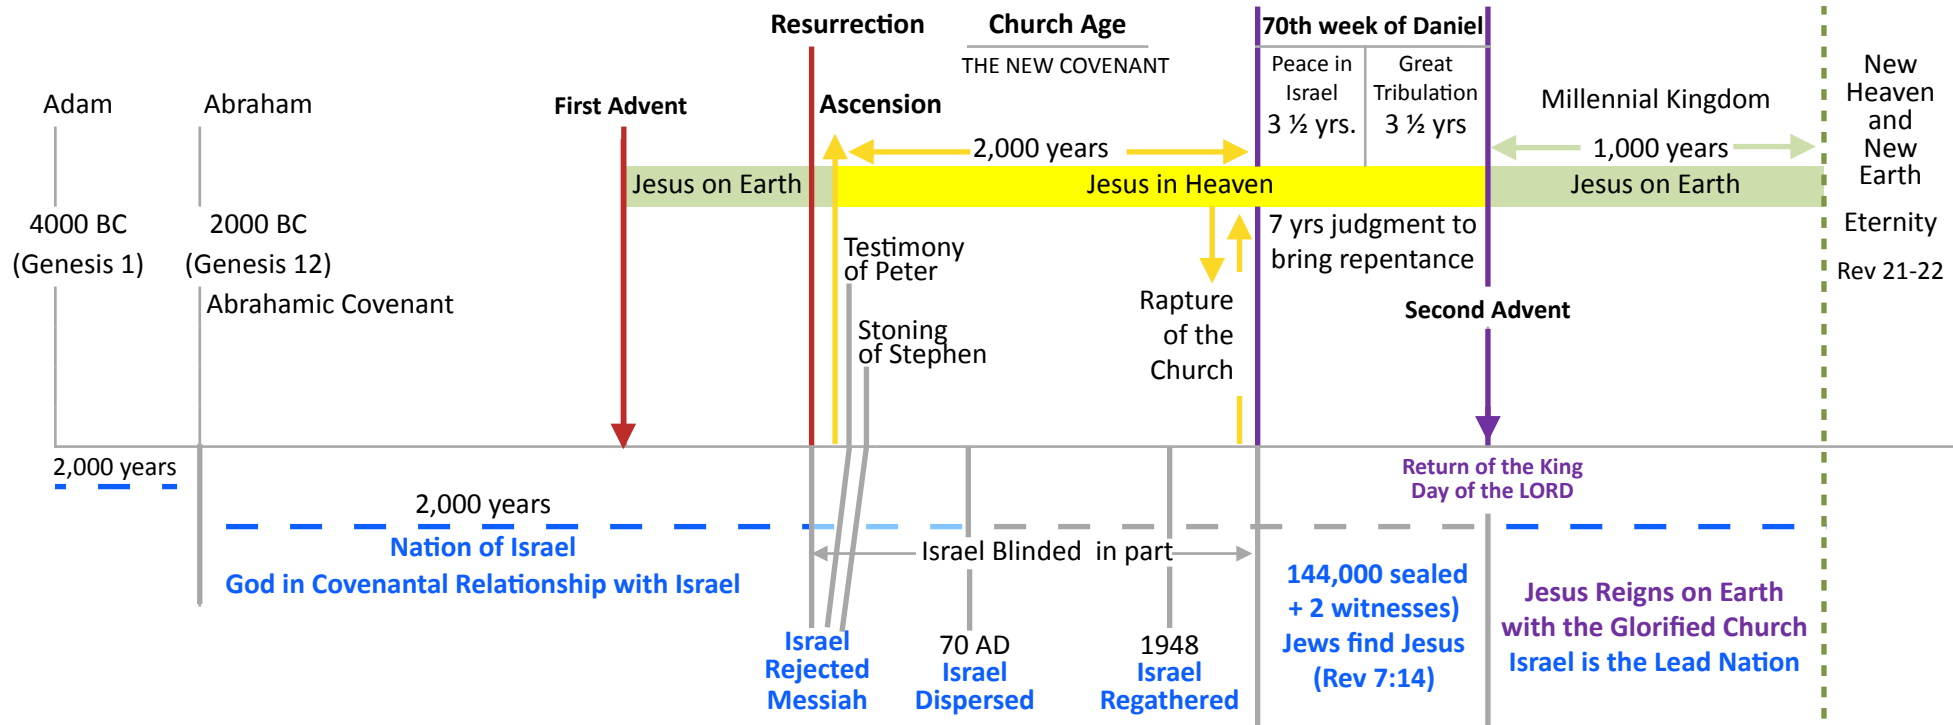 Resurrection
Church Age
THE NEW COVENANT
70th week of Daniel
Peace in
Israel
3 ½ yrs.
Great
Tribulation
3 ½ yrs
Adam
Abraham
First Advent
Ascension
2,000 years
Millennial Kingdom
1,000 years
New
Heaven
and
New
Earth
Eternity
Rev 21-22
Jesus on Earth
Jesus in Heaven
Jesus on Earth
4000 BC
(Genesis 1)
2000 BC
(Genesis 12)
Abrahamic Covenant
Testimony
of Peter
Stoning
of Stephen
Rapture
of the
Church
7 yrs judgment to
bring repentance
Second Advent
2,000 years
2,000 years
Nation of Israel
God in Covenantal Relationship with Israel
Israel Blinded  in part
Return of the King
Day of the LORD
Israel
Rejected
Messiah
70 AD
Israel
Dispersed
1948
Israel
Regathered
144,000 sealed
+ 2 witnesses)
Jews find Jesus
(Rev 7:14)
Jesus Reigns on Earth
with the Glorified Church
Israel is the Lead Nation